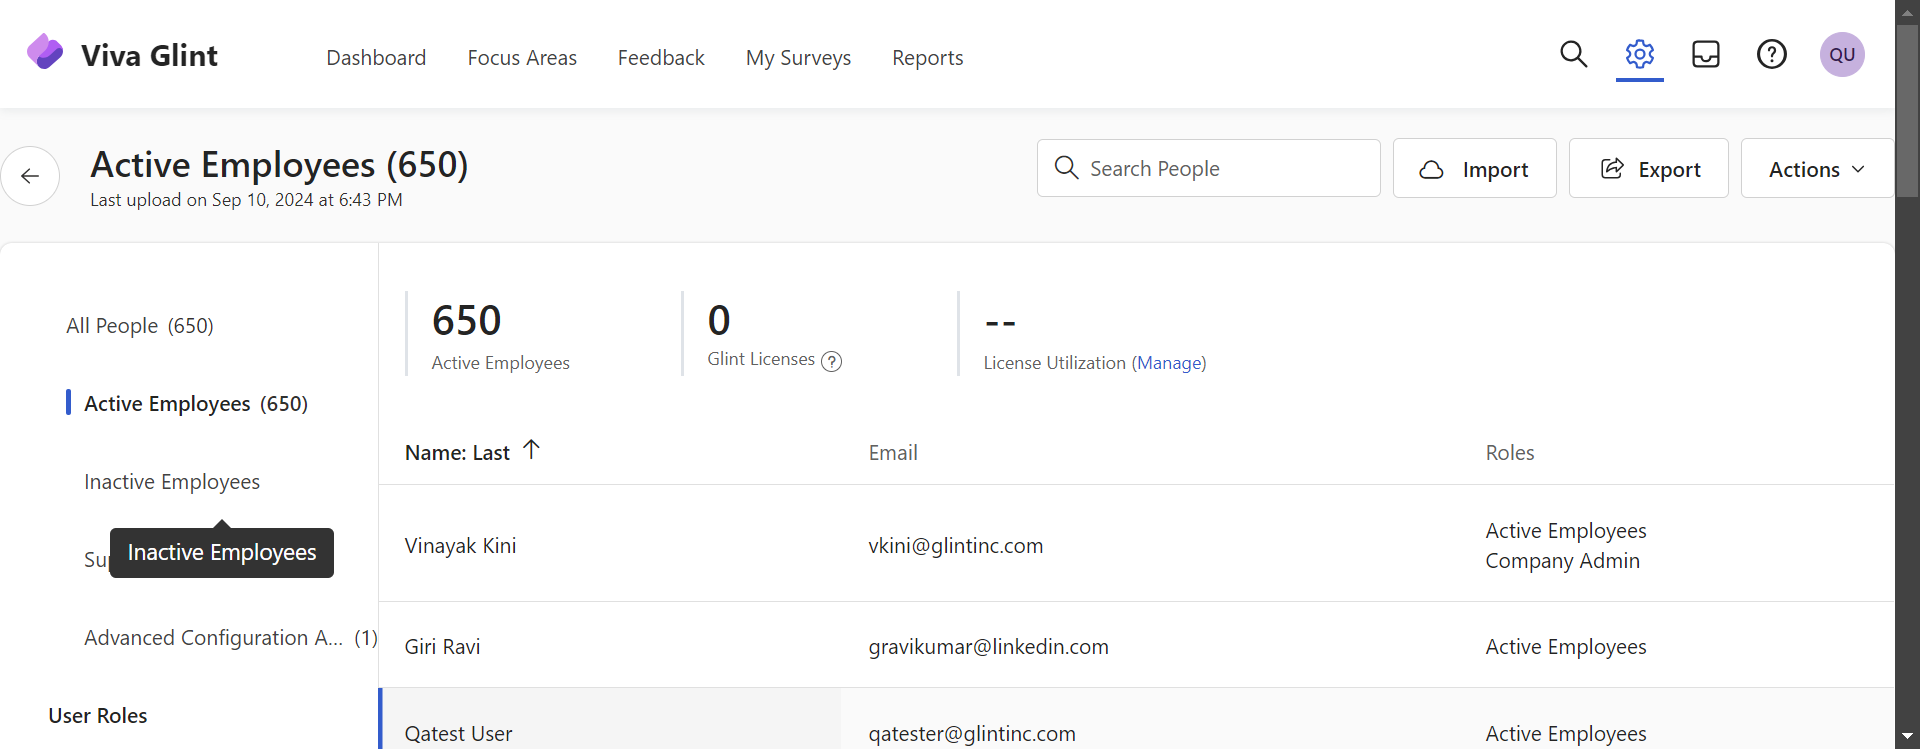 Viva Glint
Dashboard
Focus Areas
Feedback
My Surveys
Reports
QU
Active Employees (650)
Last upload on Sep 10, 2024 at 6:43 PM
Search People
Import
Export
Actions
All People (650)
Active Employees (650)
Inactive Employees
Inactive Employees
Advanced Configuration A... (1)
User Roles
650
Active Employees
0
Glint Licenses
--
License Utilization (Manage)
Name: Last
Email
Roles
Vinayak Kini
vkini@glintinc.com
Active Employees
Company Admin
Giri Ravi
gravikumar@linkedin.com
Active Employees
Qatest User
qatester@glintinc.com
Active Employees